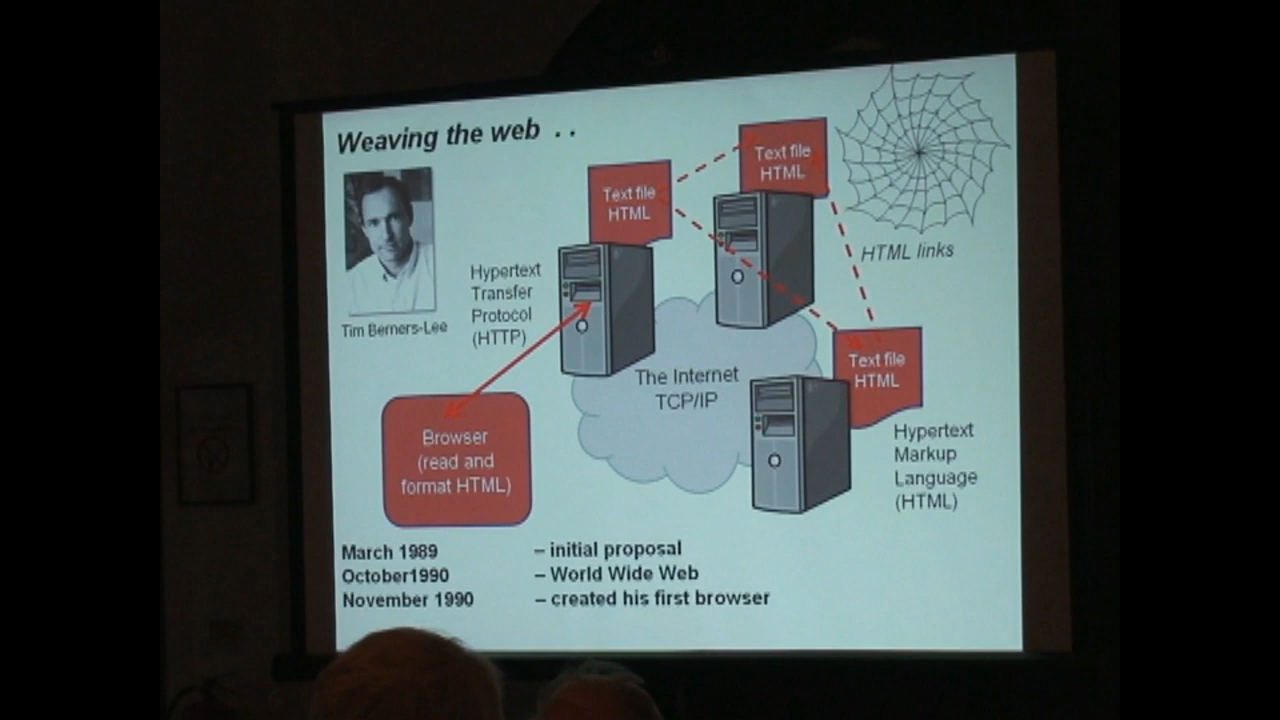 Weaving the web . .
Text file
HTML
Text file
HTML
HTML links
Tim Berners-Lee
Hypertext
Transfer
Protocol
(HTTP)
The Internet
TCP/IP
Text file
HTML
Browser
(read and
format HTML)
Hypertext
Markup
Language
(HTML)
March 1989 – initial proposal
October1990 – World Wide Web
November 1990 – created his first browser